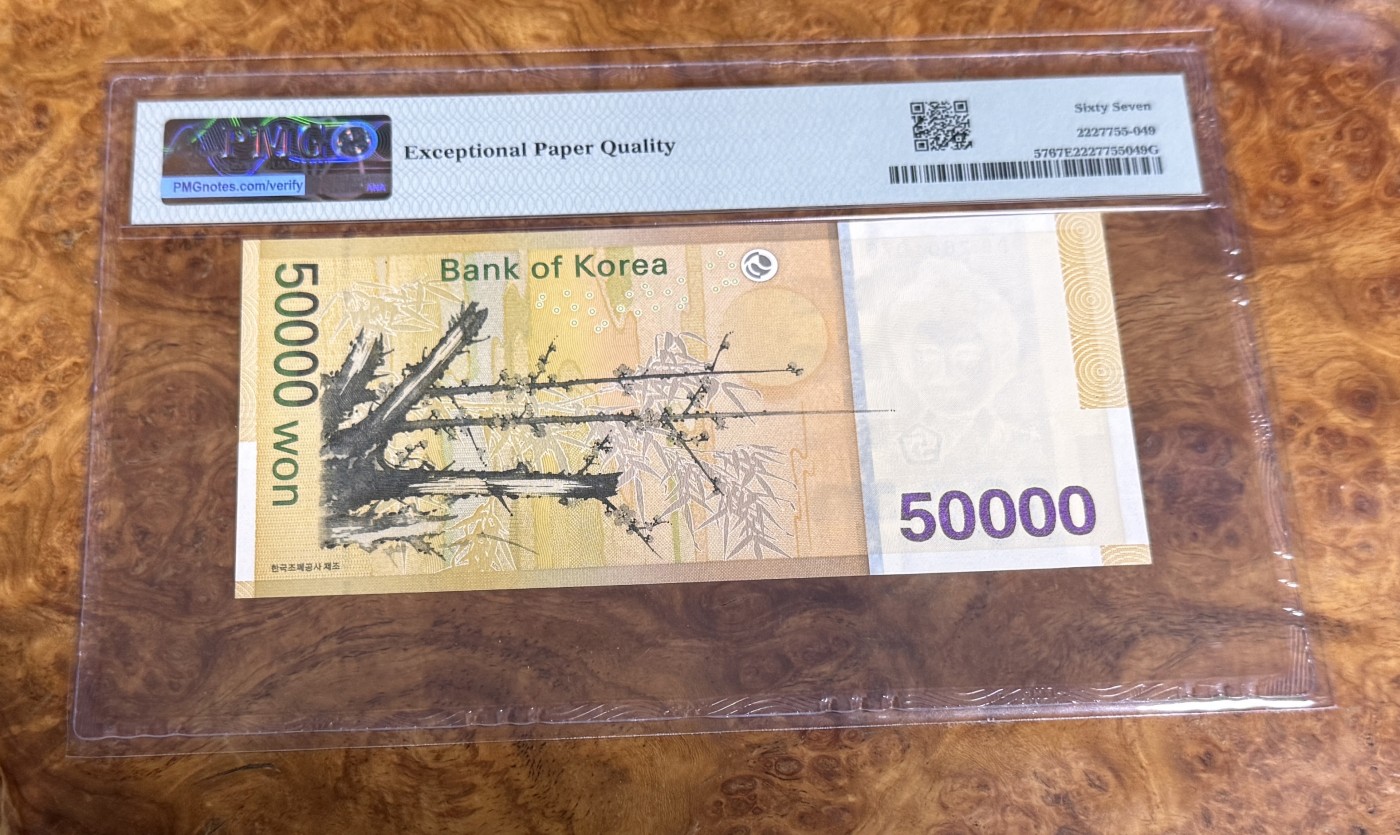 PMG
PMGnotes.com/verify
ANA
Exceptional Paper Quality
Sixty Seven
2227755-049
5767E2227755049G
Bank of Korea
50000 won
50000
한국조폐공사 제조